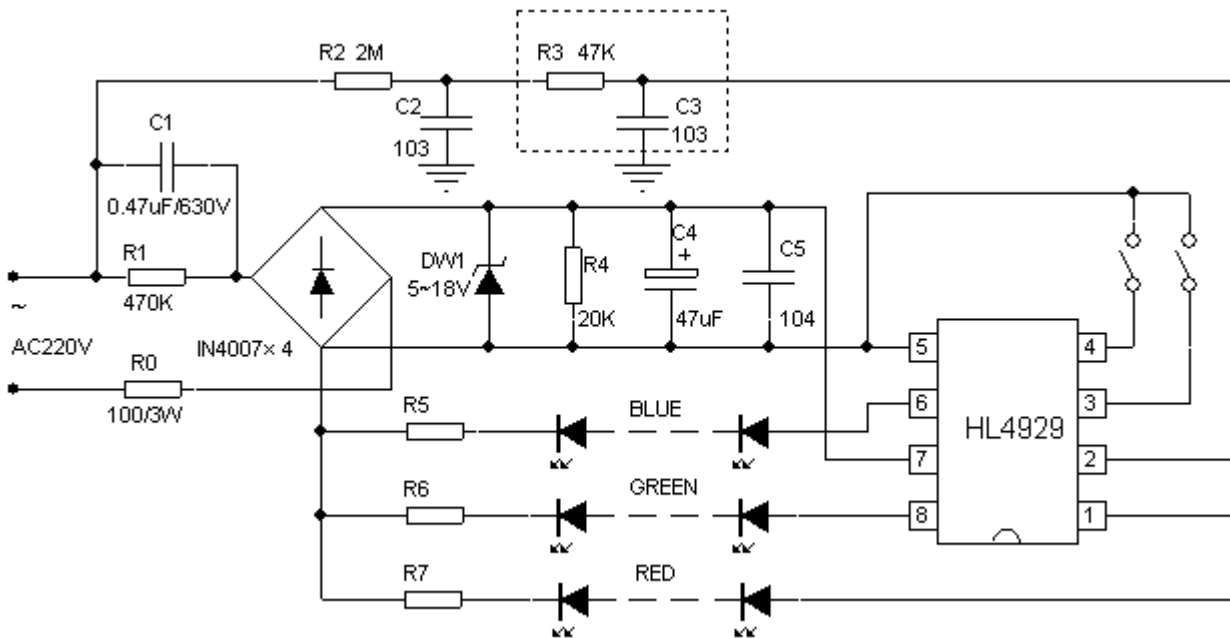 R2 2M
R3 47K
C2
103
C3
103
C1
0.47uF/630V
R1
470K
~
AC220V
R0
100/3W
IN4007×4
DW1
5~18V
R4
20K
C4
+
47uF
C5
104
5
4
6
3
HL4929
7
2
8
1
R5
BLUE
R6
GREEN
R7
RED